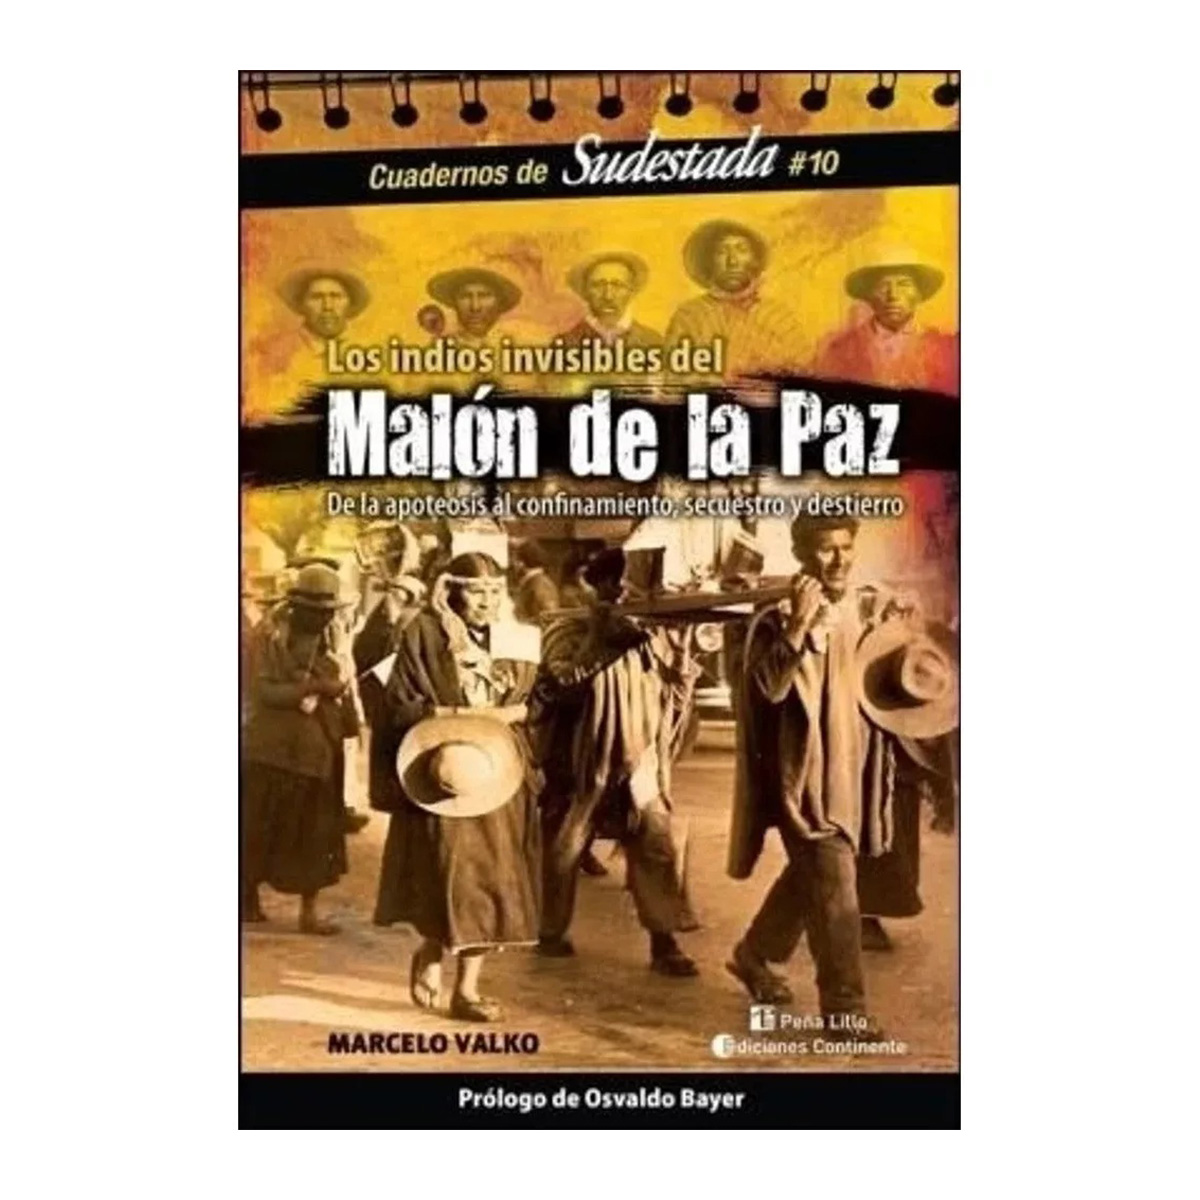 Cuadernos de Sudestada #10
Los indios invisibles del
Malón de la Paz
De la apoteosis al confinamiento, secuestro y destierro
MARCELO VALKO
Peña Lillo
Ediciones Continente
Prólogo de Osvaldo Bayer